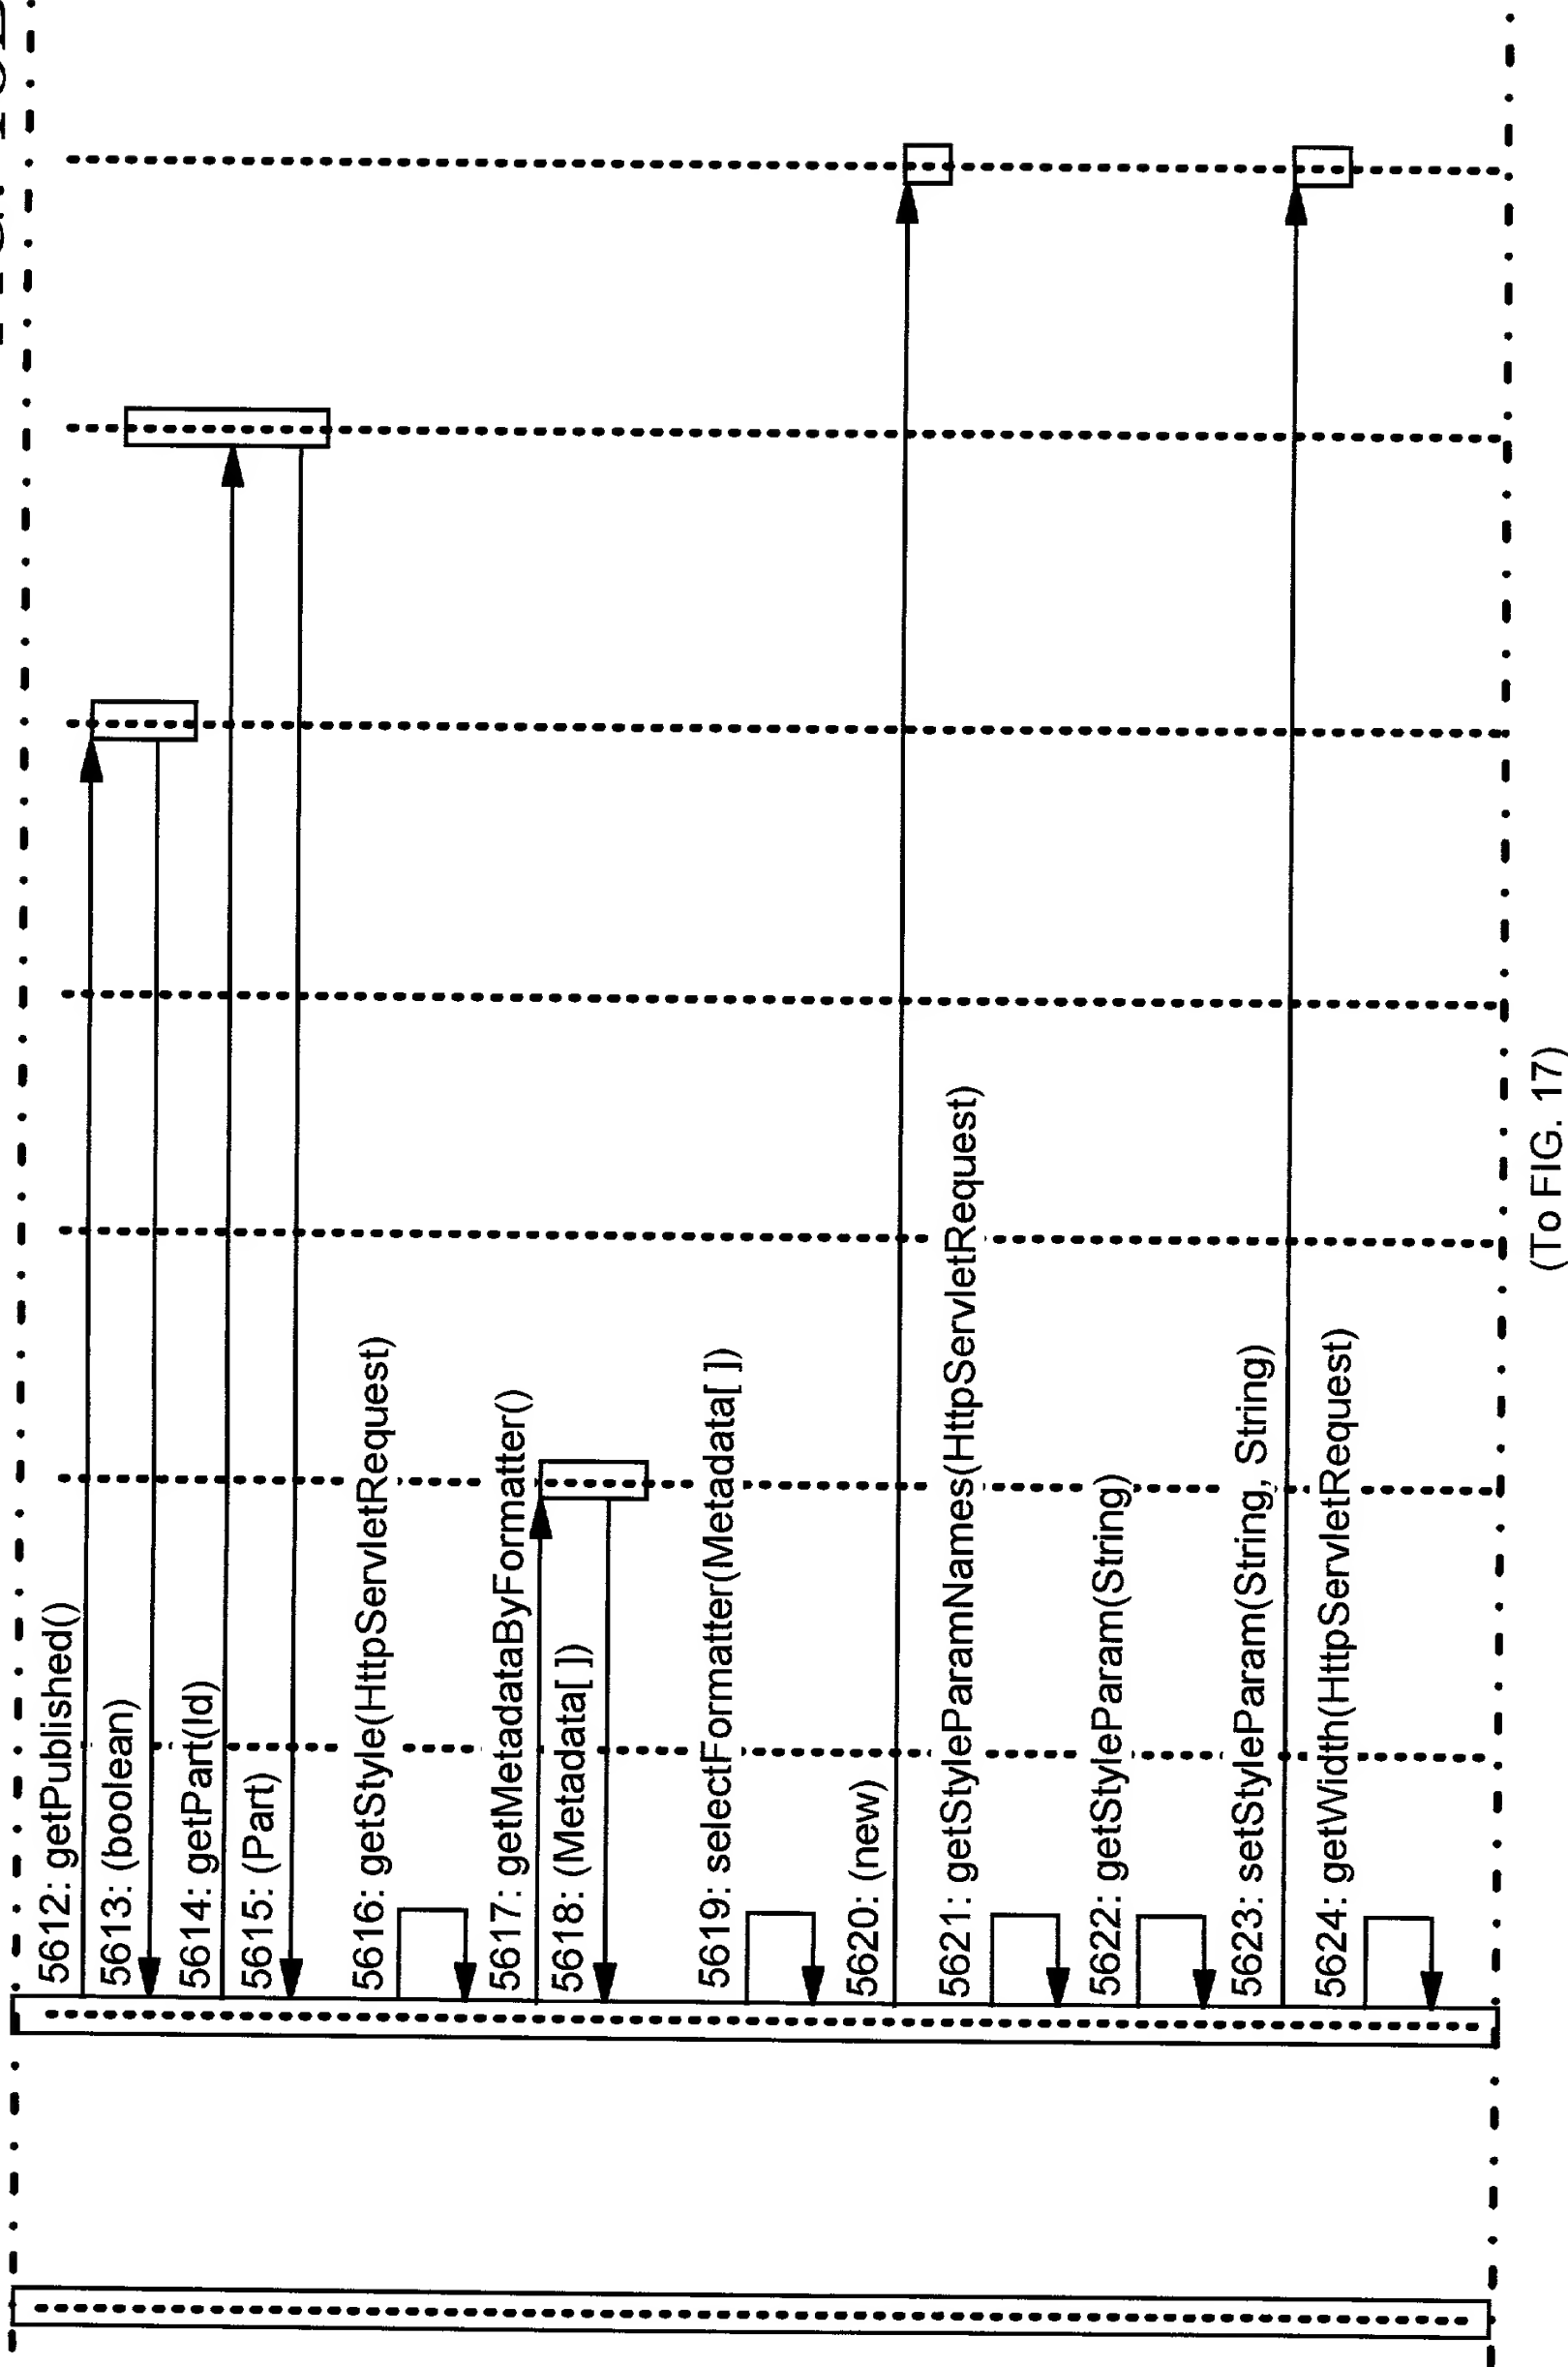 5612: getPublished()
5613: (boolean)
5614: getPart(Id)
5615: (Part)
5616: getStyle(HttpServletRequest)
5617: getMetadataByFormatter()
5618: (Metadata[ ])
5619: selectFormatter(Metadata[ ])
5620: (new)
5621: getStyleParamNames(HttpServletRequest)
5622: getStyleParam(String)
5623: setStyleParam(String, String)
5624: getWidth(HttpServletRequest)
(To FIG. 17)